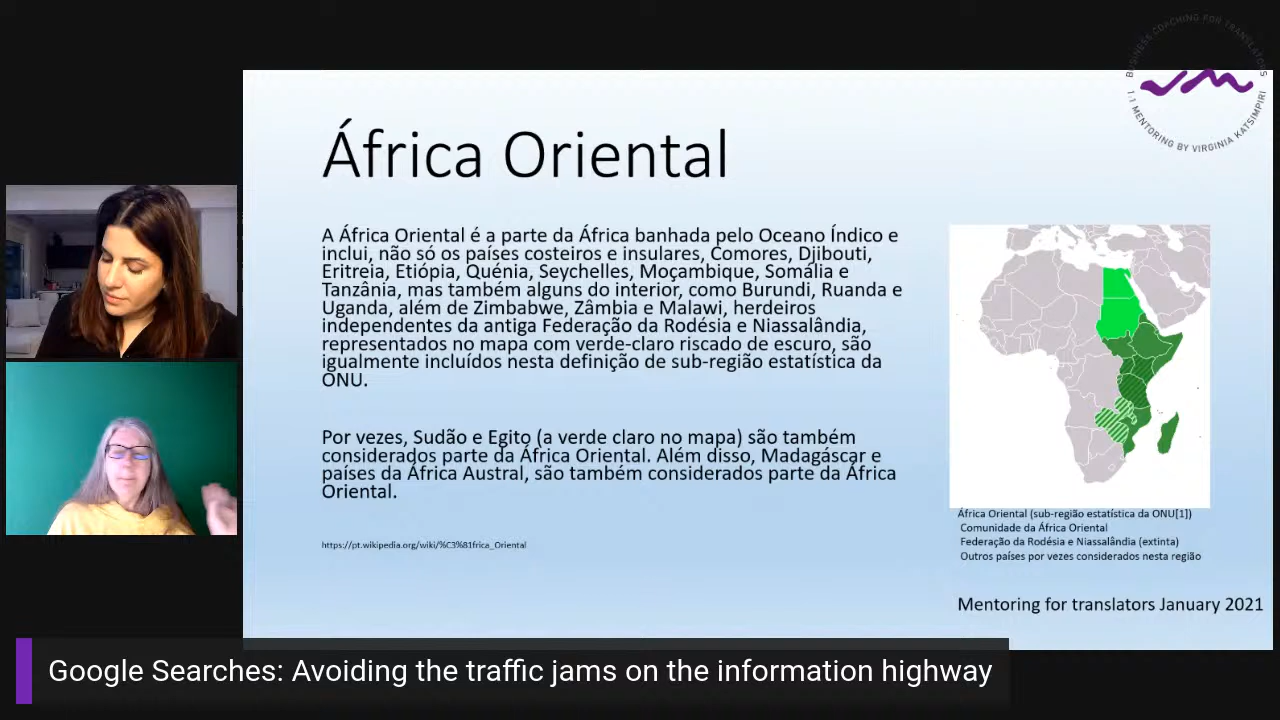 BUSINESS COACHING FOR TRANSLATORS
1:1 MENTORING BY VIRGINIA KATSIMPIRI
África Oriental
A África Oriental é a parte da África banhada pelo Oceano Índico e
inclui, não só os países costeiros e insulares, Comores, Djibouti,
Eritreia, Etiópia, Quénia, Seychelles, Moçambique, Somália e
Tanzânia, mas também alguns do interior, como Burundi, Ruanda e
Uganda, além de Zimbabwe, Zâmbia e Malawi, herdeiros
independentes da antiga Federação da Rodésia e Niassalândia,
representados no mapa com verde-claro riscado de escuro, são
igualmente incluídos nesta definição de sub-região estatística da
ONU.
Por vezes, Sudão e Egito (a verde claro no mapa) são também
considerados parte da África Oriental. Além disso, Madagáscar e
países da África Austral, são também considerados parte da África
Oriental.
https://pt.wikipedia.org/wiki/%C3%81frica_Oriental
África Oriental (sub-região estatística da ONU[1])
Comunidade da África Oriental
Federação da Rodésia e Niassalândia (extinta)
Outros países por vezes considerados nesta região
Mentoring for translators January 2021
Google Searches: Avoiding the traffic jams on the information highway